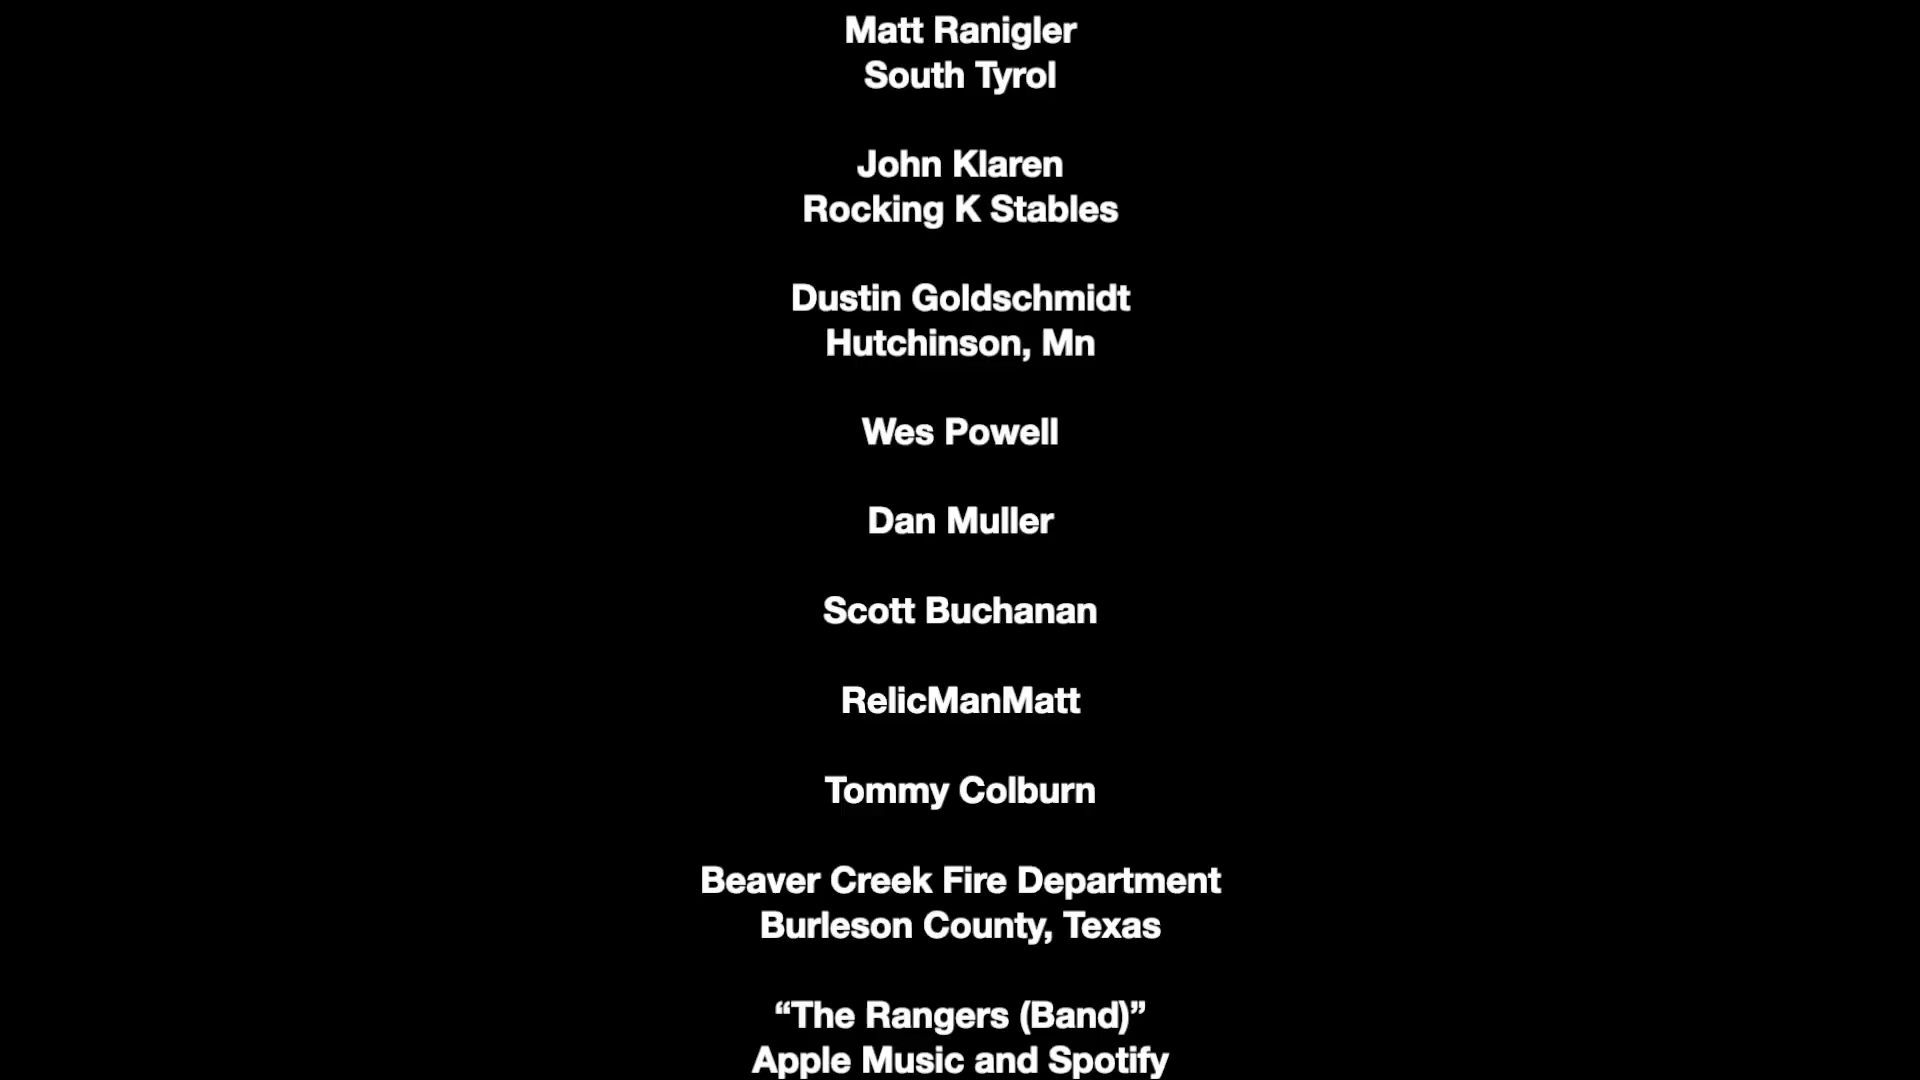 Matt Ranigler
South Tyrol
John Klaren
Rocking K Stables
Dustin Goldschmidt
Hutchinson, Mn
Wes Powell
Dan Muller
Scott Buchanan
RelicManMatt
Tommy Colburn
Beaver Creek Fire Department
Burleson County, Texas
“The Rangers (Band)”
Apple Music and Spotify